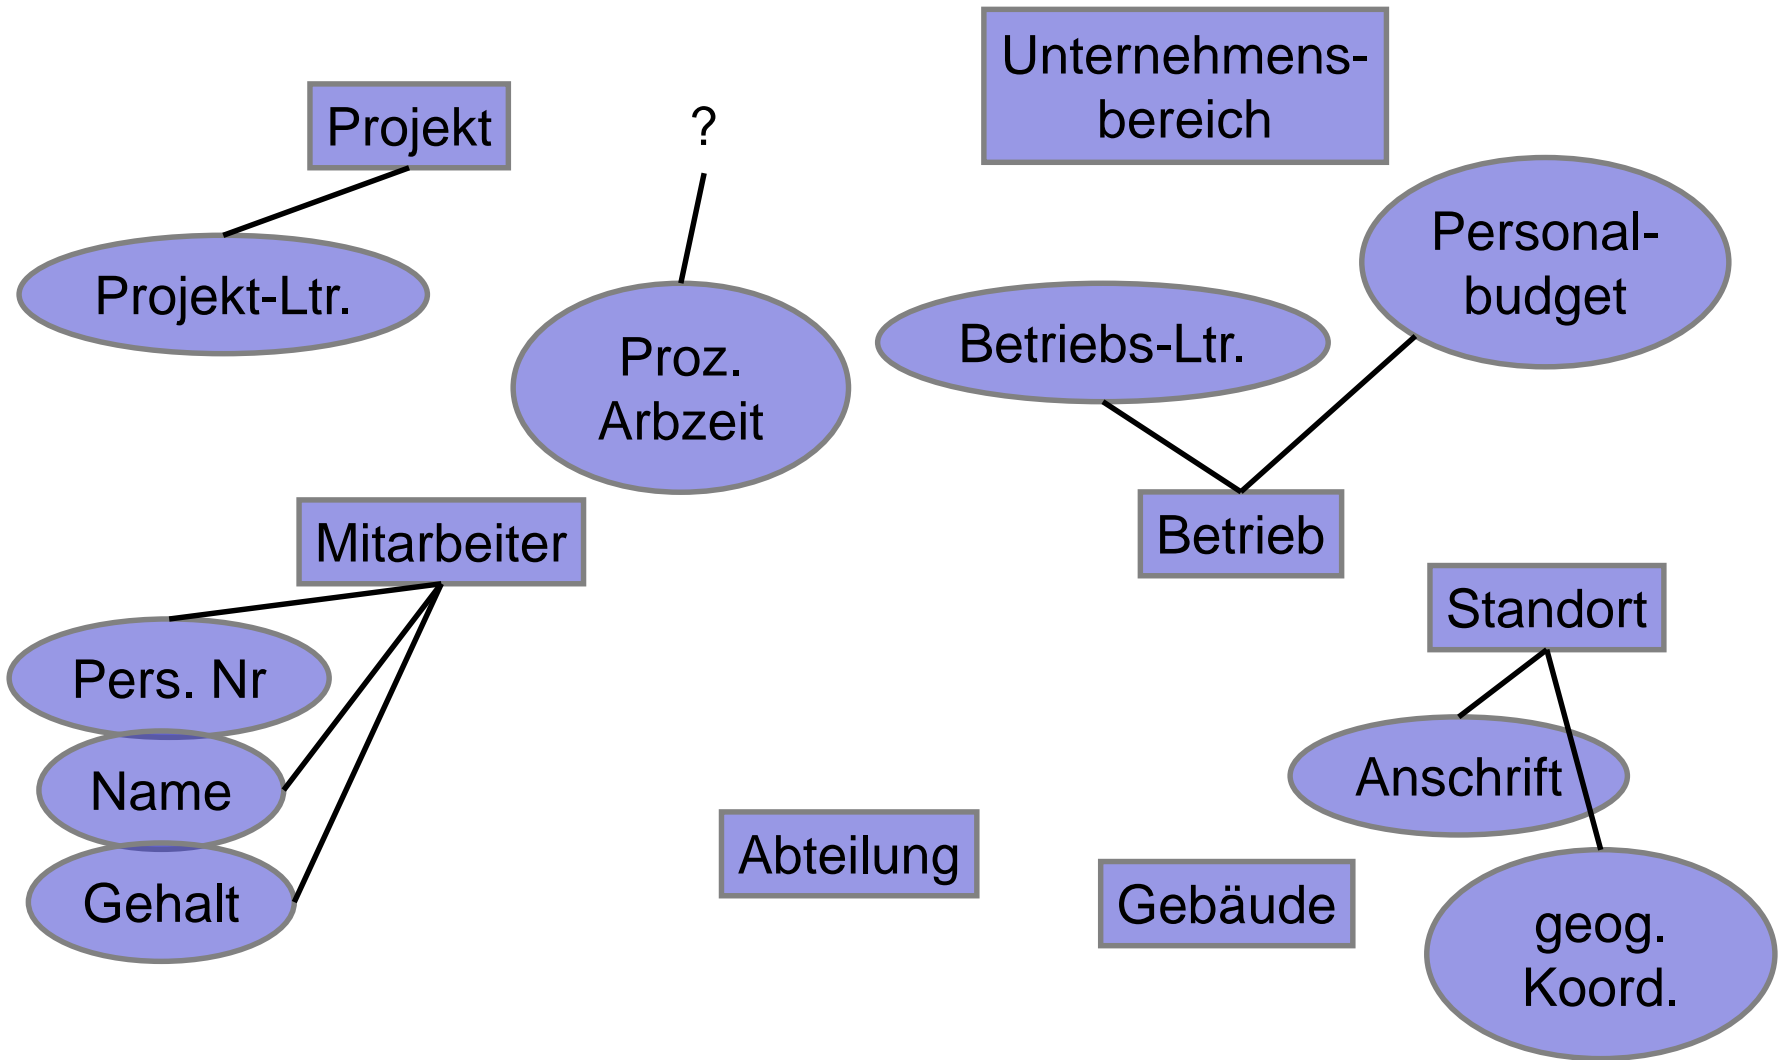 Unternehmens-
bereich
Projekt
?
Personal-
budget
Projekt-Ltr.
Betriebs-Ltr.
Proz.
Arbzeit
Mitarbeiter
Betrieb
Standort
Pers. Nr
Name
Anschrift
Abteilung
Gehalt
Gebäude
geog.
Koord.